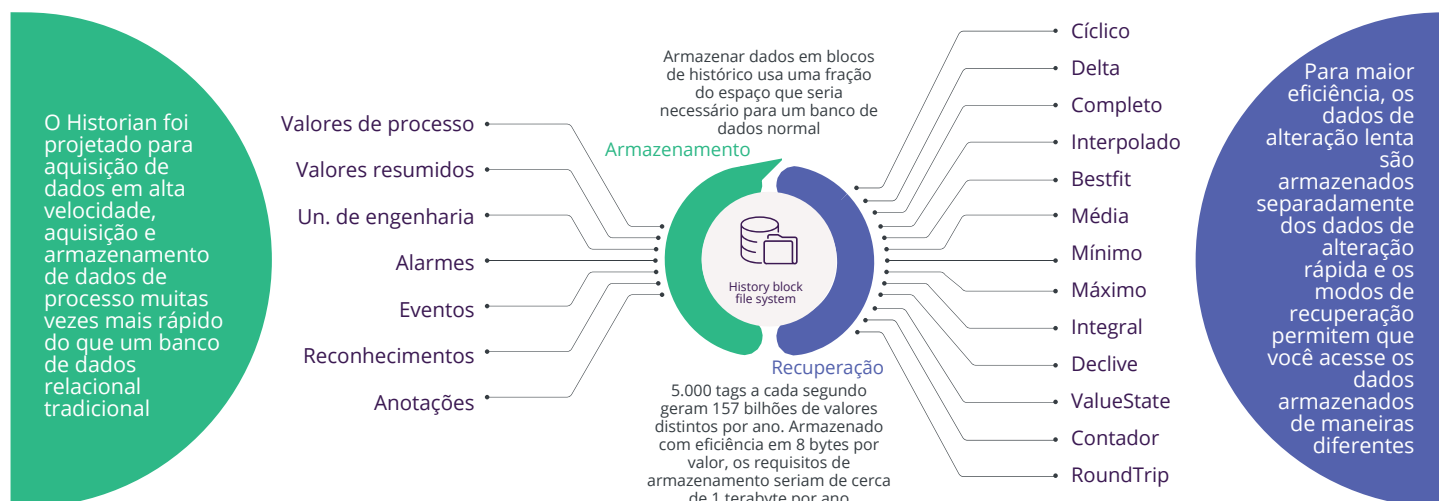 O Historian foi
projetado para
aquisição de
dados em alta
velocidade,
aquisição e
armazenamento
de dados de
processo muitas
vezes mais rápido
do que um banco
de dados
relacional
tradicional
Valores de processo
Valores resumidos
Un. de engenharia
Alarmes
Eventos
Reconhecimentos
Anotações
Armazenar dados em blocos
de histórico usa uma fração
do espaço que seria
necessário para um banco de
dados normal
Armazenamento
History block
file system
Recuperação
5.000 tags a cada segundo
geram 157 bilhões de valores
distintos por ano. Armazenado
com eficiência em 8 bytes por
valor, os requisitos de
armazenamento seriam de cerca
de 1 terabyte por ano
Cíclico
Delta
Completo
Interpolado
Bestfit
Média
Mínimo
Máximo
Integral
Declive
ValueState
Contador
RoundTrip
Para maior
eficiência, os
dados de
alteração lenta
são
armazenados
separadamente
dos dados de
alteração
rápida e os
modos de
recuperação
permitem que
você acesse os
dados
armazenados
de maneiras
diferentes